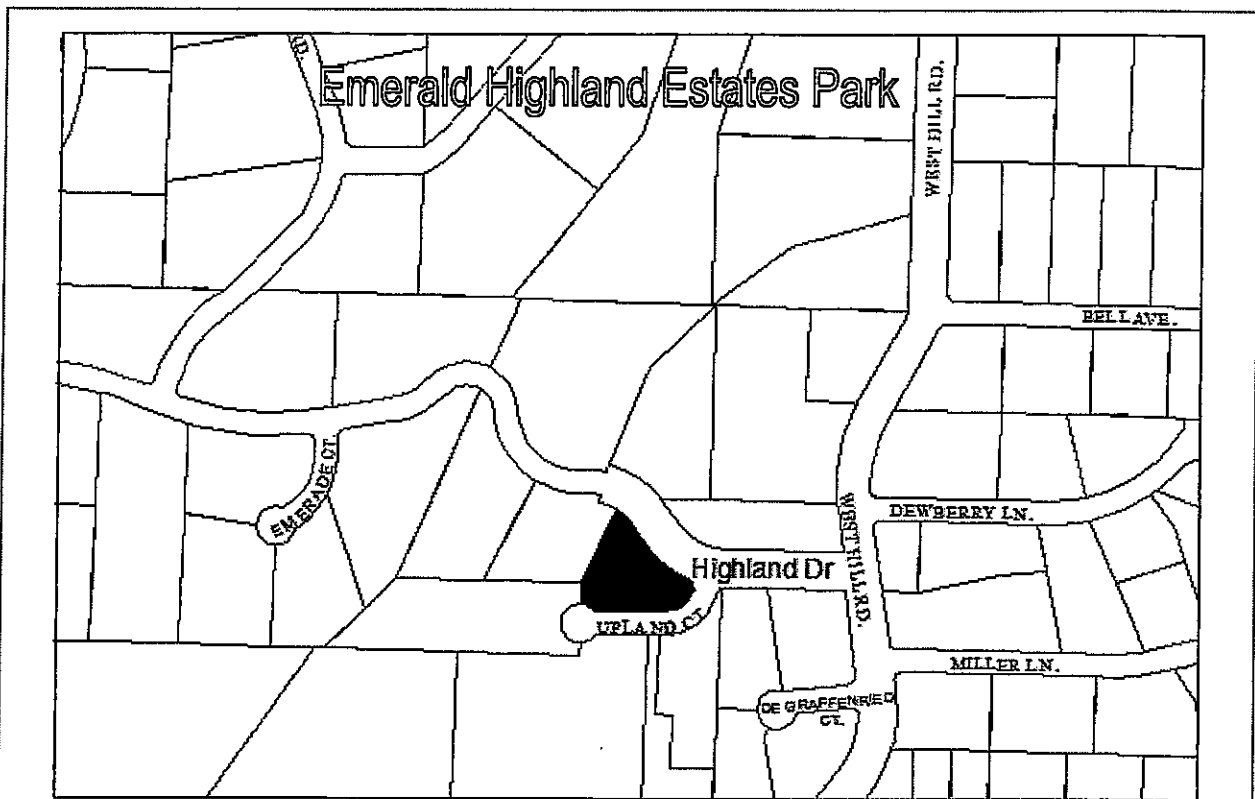 RD.
Emerald Highland Estates Park
WEST HILL RD.
BELL AVE.
EMERADE CT.
WEST HILL RD.
DEWBERRY LN.
Highland Dr
UPLAND CT.
MILLER LN.
DE GRAFFENRIED
CT.